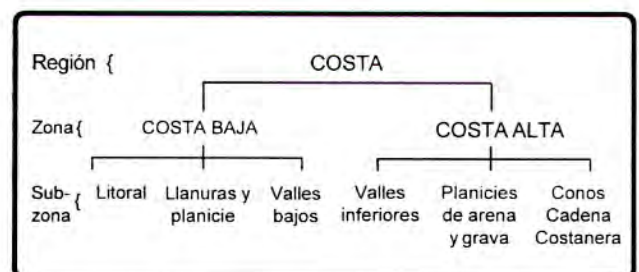 Región { COSTA
Zona { COSTA BAJA COSTA ALTA
Sub- Litoral Llanuras y Valles Valles Planicies Conos
zona { planicie bajos inferiores de arena Cadena
y grava Costanera